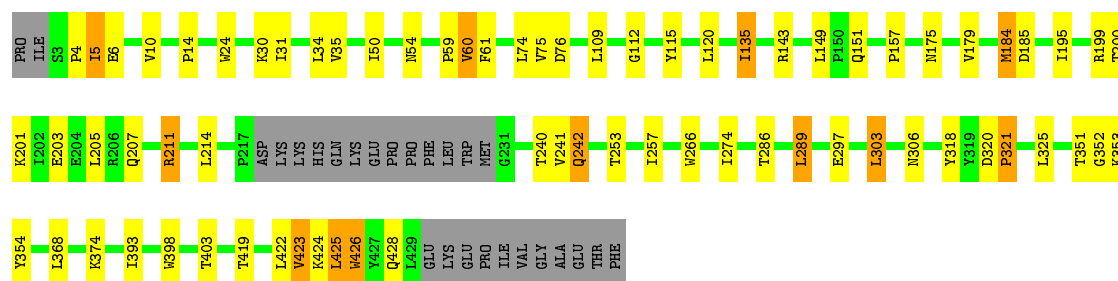 PRO ILE S3 P4 I5 E6 V10 P14 W24 K30 I31 L34 V35 I50 N54 P59 V60 F61 L74 V75 D76 L109 G112 Y115 L120 I135 R143 L149 P150 Q151 P157 N175 V179 M184 D185 I195 R199 T200
K201 I202 E203 E204 L205 R206 Q207 R211 L214 P217 ASP LYS LYS HIS GLN LYS GLU PRO PRO PHE LEU TRP MET G231 T240 V241 Q242 T253 I257 W266 I274 T286 L289 E297 L303 N306 Y318 Y319 D320 P321 L325 T351 G352 K353
Y354 L368 K374 I393 W398 T403 T419 L422 V423 K424 L425 W426 Y427 Q428 L429 GLU LYS GLU PRO ILE VAL GLY ALA GLU THR PHE